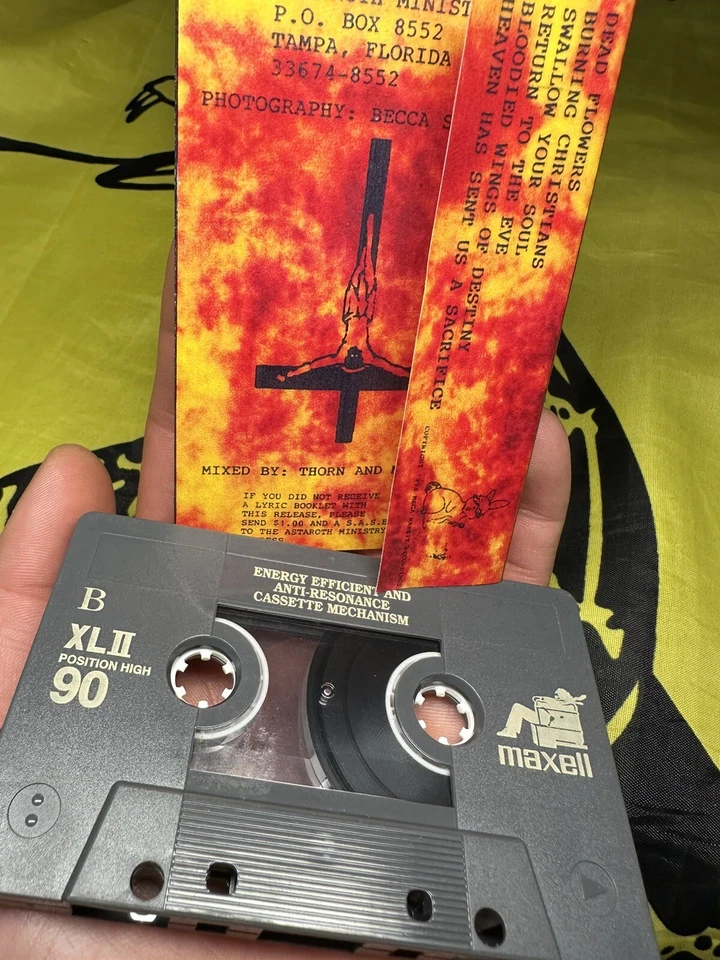 MINIST
P.O. BOX 8552
TAMPA, FLORIDA
33674-8552
PHOTOGRAPHY: BECCA S
MIXED BY: THORN AND
IF YOU DID NOT RECEIVE
A LYRIC BOOKLET WITH
THIS RELEASE, PLEASE
SEND $1.00 AND A S.A.S.E
TO THE ASTAROTH MINISTRY
DEAD FLOWERS
BURNING CHRISTIANS
SWALLOW YOUR SOUL
RETURN TO THE EVE
BLOODIED WINGS OF DESTINY
HEAVEN HAS SENT US A SACRIFICE
COPYRIGHT
B
XLII
POSITION HIGH
90
ENERGY EFFICIENT AND
ANTI-RESONANCE
CASSETTE MECHANISM
maxell